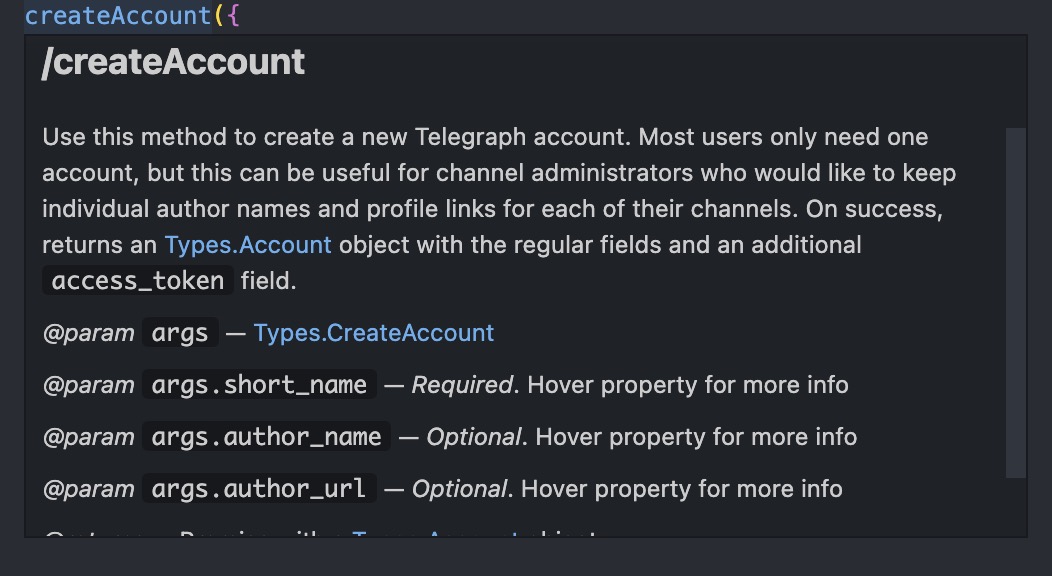 createAccount({
/createAccount
Use this method to create a new Telegraph account. Most users only need one
account, but this can be useful for channel administrators who would like to keep
individual author names and profile links for each of their channels. On success,
returns an Types.Account object with the regular fields and an additional
access_token field.
@param args — Types.CreateAccount
@param args.short_name — Required. Hover property for more info
@param args.author_name — Optional. Hover property for more info
@param args.author_url — Optional. Hover property for more info